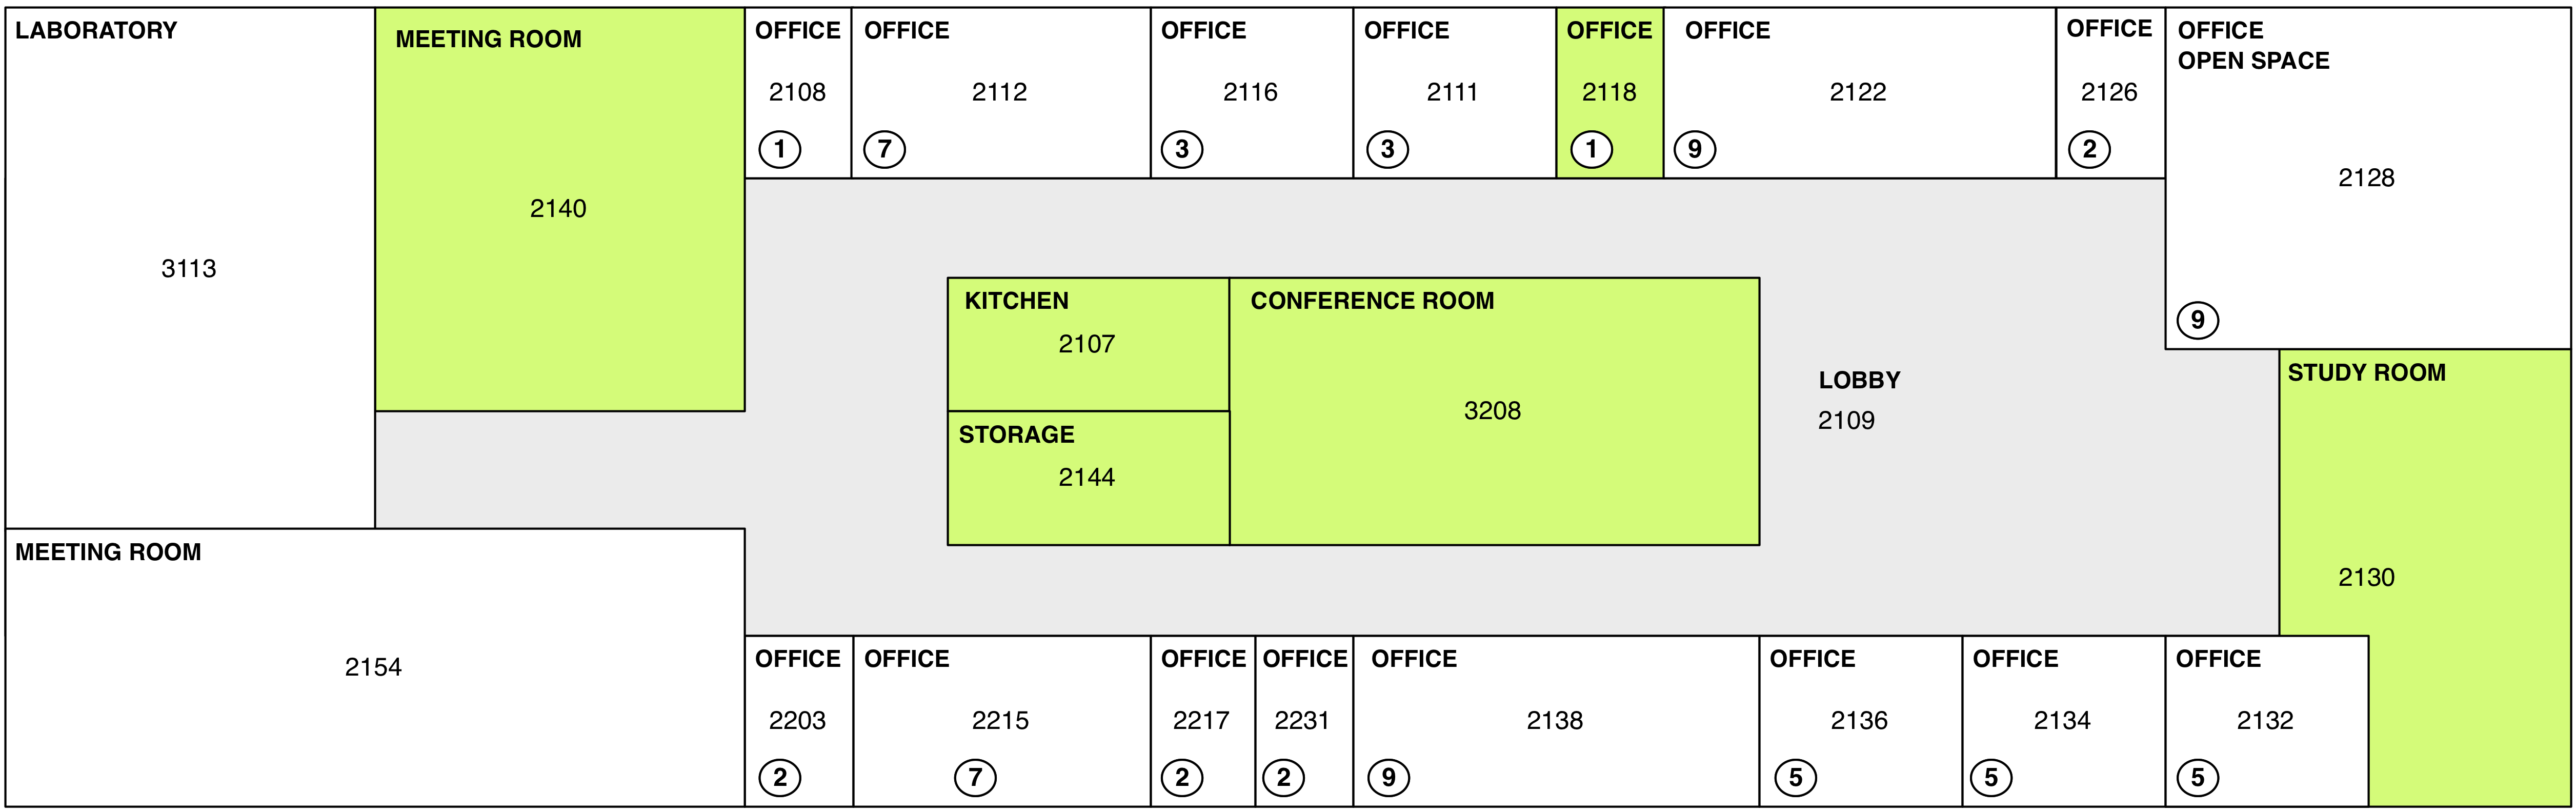 LABORATORY
3113
MEETING ROOM
2140
OFFICE
2108
1
OFFICE
2112
7
OFFICE
2116
3
OFFICE
2111
3
OFFICE
2118
1
OFFICE
2122
9
OFFICE
2126
2
OFFICE
OPEN SPACE
2128
9
KITCHEN
2107
CONFERENCE ROOM
3208
STORAGE
2144
LOBBY
2109
STUDY ROOM
2130
MEETING ROOM
2154
OFFICE
2203
2
OFFICE
2215
7
OFFICE
2217
2
OFFICE
2231
2
OFFICE
2138
9
OFFICE
2136
5
OFFICE
2134
5
OFFICE
2132
5